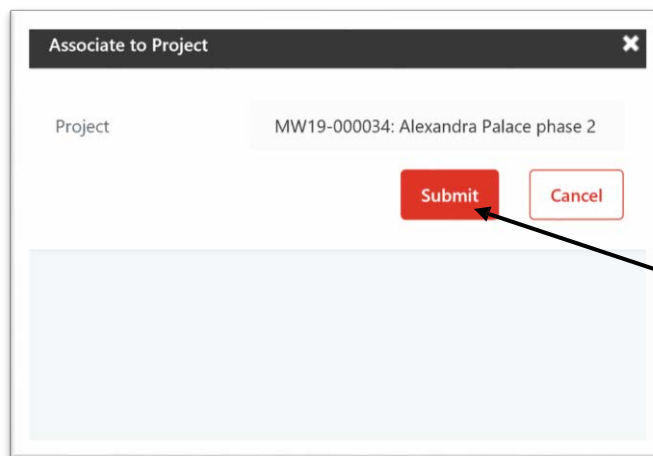 Associate to Project
Project MW19-000034: Alexandra Palace phase 2
Submit Cancel